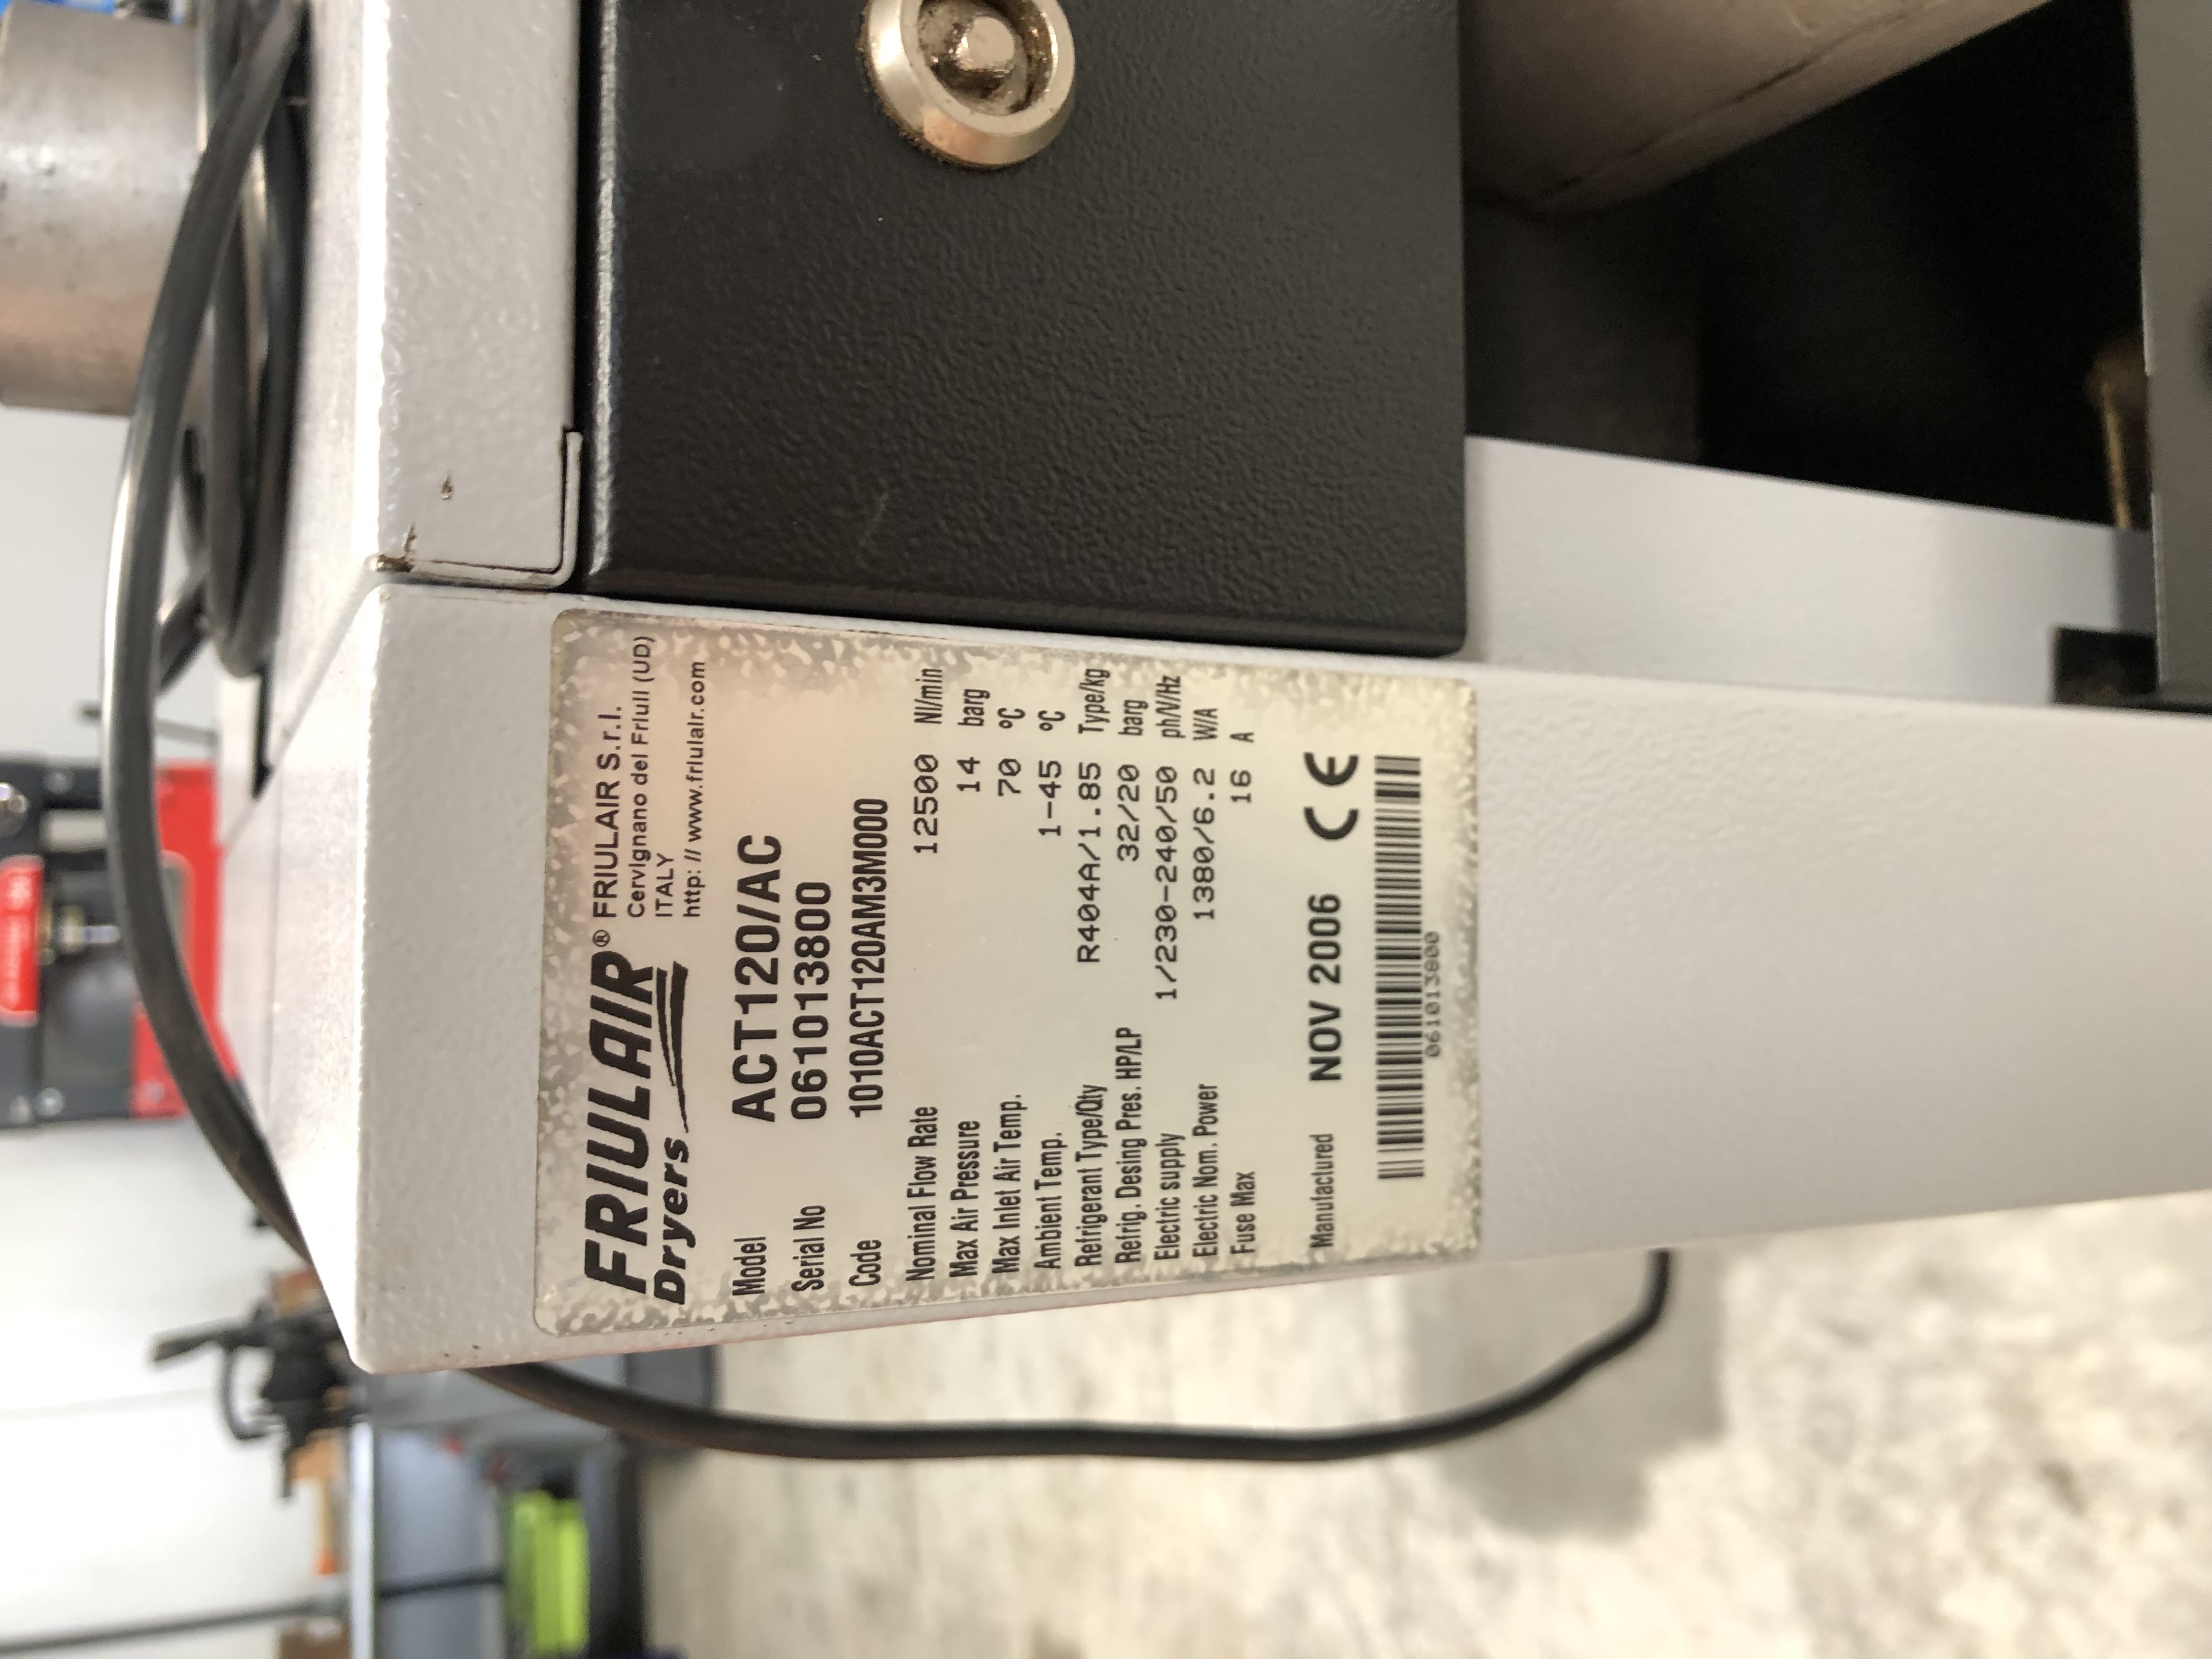 FRIULAIR®
Dryers
FRIULAIR S.r.l.
Cervignano del Friuli (UD)
ITALY
http: // www.friulair.com
Model ACT120/AC
Serial No 061013800
Code 1010ACT120AM3M000
Nominal Flow Rate 12500 Nl/min
Max Air Pressure 14 barg
Max Inlet Air Temp. 70 ºC
Ambient Temp. 1-45 ºC
Refrigerant Type/Qty R404A/1.85 Type/kg
Refrig. Desing Pres. HP/LP 32/20 barg
Electric supply 1/230-240/50 ph/V/Hz
Electric Nom. Power 1380/6.2 W/A
Fuse Max 16 A
Manufactured NOV 2006 CE
061013800